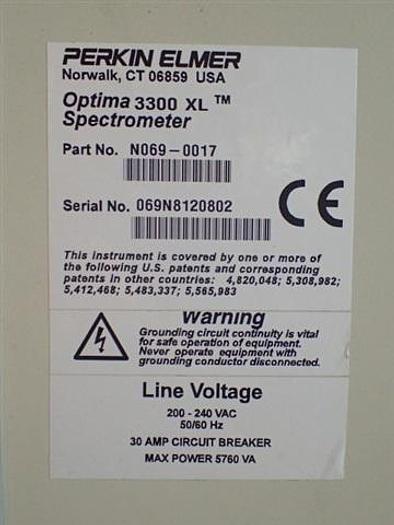 PERKIN ELMER
Norwalk, CT 06859 USA
Optima 3300 XL ™
Spectrometer
Part No. N069-0017
Serial No. 069N8120802
CE
This instrument is covered by one or more of
the following U.S. patents and corresponding
patents in other countries: 4,820,048; 5,308,982;
5,412,468; 5,483,337; 5,565,983
Warning
Grounding circuit continuity is vital
for safe operation of equipment.
Never operate equipment with
grounding conductor disconnected.
Line Voltage
200 - 240 VAC
50/60 Hz
30 AMP CIRCUIT BREAKER
MAX POWER 5760 VA